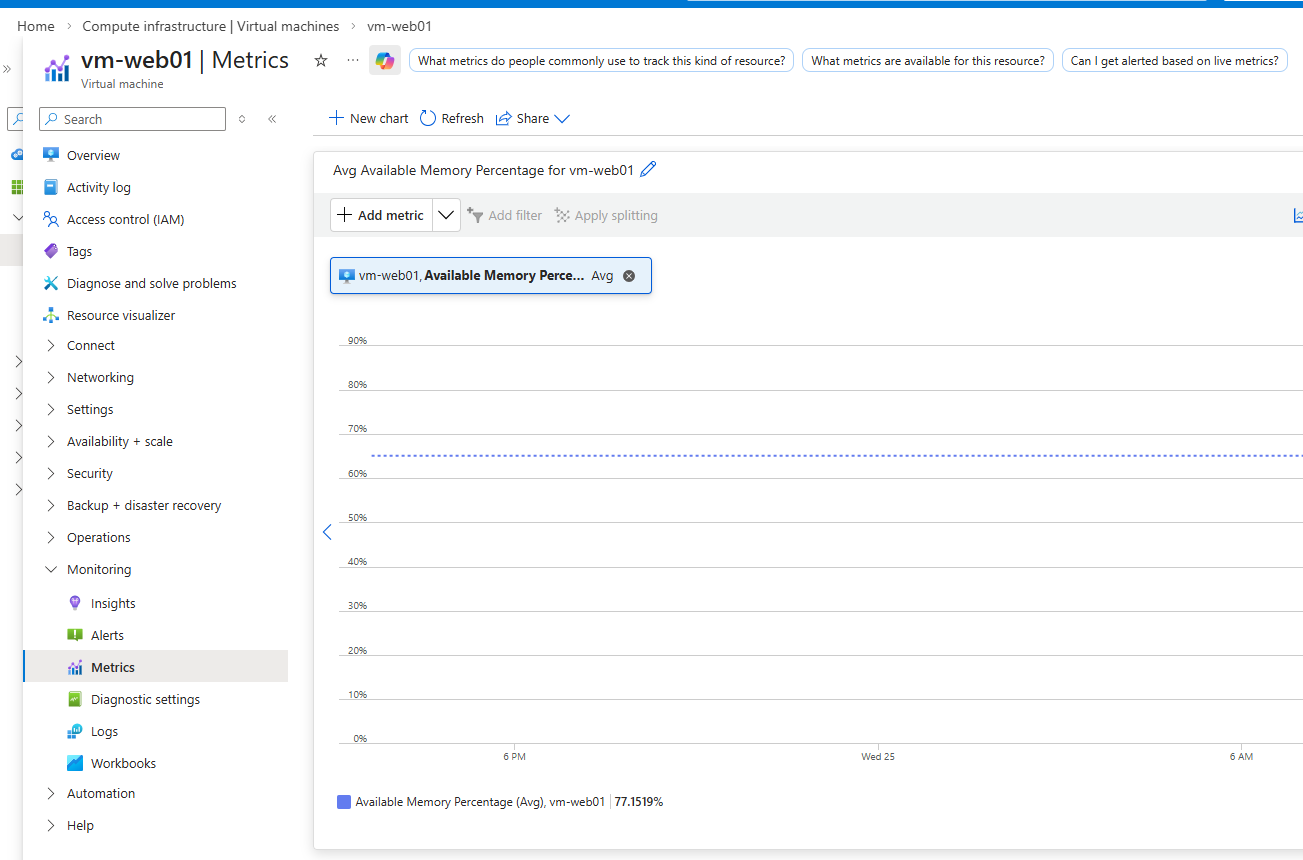 Home > Compute infrastructure | Virtual machines > vm-web01
vm-web01 | Metrics
Virtual machine
What metrics do people commonly use to track this kind of resource?
What metrics are available for this resource?
Can I get alerted based on live metrics?
Search
Overview
Activity log
Access control (IAM)
Tags
Diagnose and solve problems
Resource visualizer
Connect
Networking
Settings
Availability + scale
Security
Backup + disaster recovery
Operations
Monitoring
Insights
Alerts
Metrics
Diagnostic settings
Logs
Workbooks
Automation
Help
New chart
Refresh
Share
Avg Available Memory Percentage for vm-web01
Add metric
Add filter
Apply splitting
vm-web01, Available Memory Perce... Avg
90%
80%
70%
60%
50%
40%
30%
20%
10%
0%
6 PM
Wed 25
6 AM
Available Memory Percentage (Avg), vm-web01 | 77.1519%